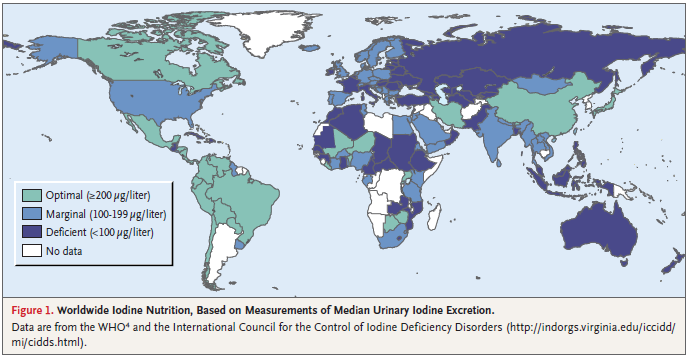 Optimal (≥200 µg/liter)
Marginal (100-199 µg/liter)
Deficient (<100 µg/liter)
No data
Figure 1. Worldwide Iodine Nutrition, Based on Measurements of Median Urinary Iodine Excretion.
Data are from the WHO⁴ and the International Council for the Control of Iodine Deficiency Disorders (http://indorgs.virginia.edu/iccidd/
mi/cidds.html).